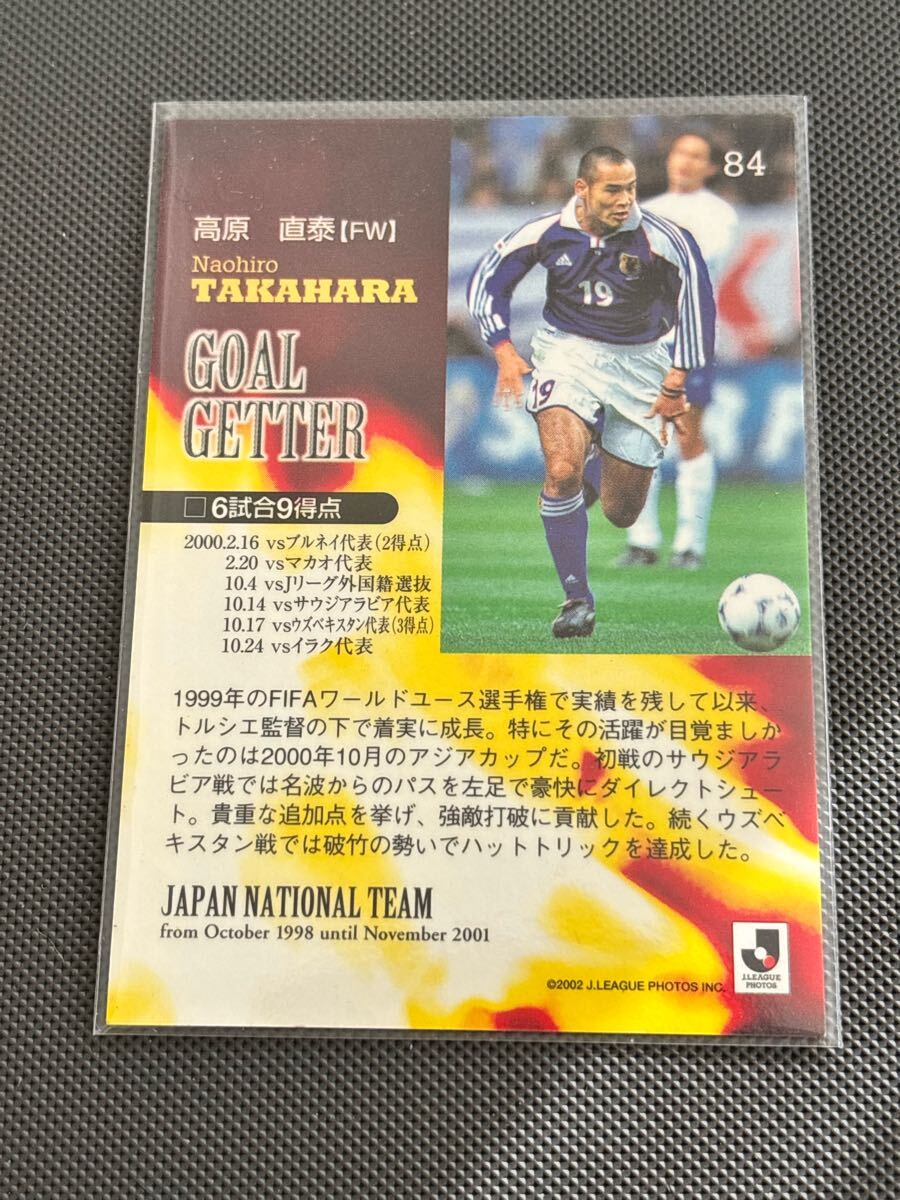 84
高原　直泰【FW】
Naohiro
TAKAHARA
GOAL
GETTER
19
19
□6試合9得点
2000.2.16 vsブルネイ代表(2得点)
2.20 vsマカオ代表
10.4 vsJリーグ外国籍選抜
10.14 vsサウジアラビア代表
10.17 vsウズベキスタン代表(3得点)
10.24 vsイラク代表
1999年のFIFAワールドユース選手権で実績を残して以来、
トルシエ監督の下で着実に成長。特にその活躍が目覚ましか
ったのは2000年10月のアジアカップだ。初戦のサウジアラ
ビア戦では名波からのパスを左足で豪快にダイレクトシュー
ト。貴重な追加点を挙げ、強敵打破に貢献した。続くウズベ
キスタン戦では破竹の勢いでハットトリックを達成した。
JAPAN NATIONAL TEAM
from October 1998 until November 2001
©2002 J.LEAGUE PHOTOS INC.
J.LEAGUE
PHOTOS